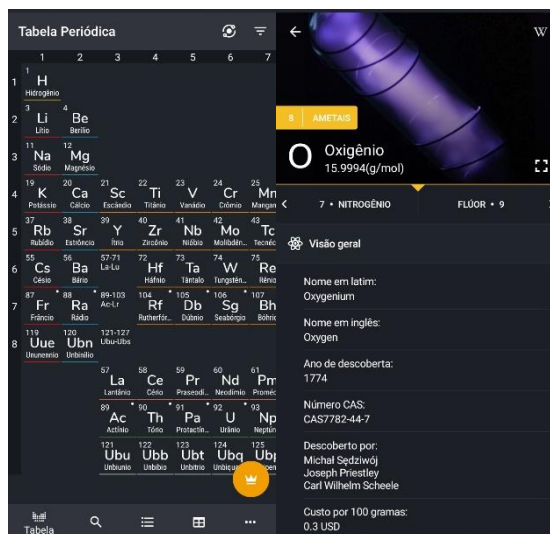 Tabela Periódica
1 2 3 4 5 6 7
1
1
H
Hidrogênio
2
3 4
Li Be
Lítio Berílio
3
11 12
Na Mg
Sódio Magnésio
4
19 20 21 22 23 24 25
K Ca Sc Ti V Cr Mn
Potássio Cálcio Escândio Titânio Vanádio Crômio Mangan
5
37 38 39 40 41 42 43
Rb Sr Y Zr Nb Mo Tc
Rubídio Estrôncio Ítrio Zircônio Nióbio Molibdên... Tecnéc
6
55 56 57-71 72 73 74 75
Cs Ba La-Lu Hf Ta W Re
Césio Bário Háfnio Tântalo Tungstên... Rênio
7
87 88 89-103 104 105 106 107
Fr Ra Ac-Lr Rf Db Sg Bh
Frâncio Rádio Rutherfór... Dúbnio Seabórgio Bóhrio
8
119 120 121-127
Uue Ubn Ubu-Ubs
Ununennio Unbinilio
57 58 59 60 61
La Ce Pr Nd Pm
Lantânio Cério Praseodí... Neodímio Proméc
89 90 91 92 93
Ac Th Pa U Np
Actínio Tório Protactín... Urânio Neptún
121 122 123 124 125
Ubu Ubb Ubt Ubq Ubp
Unbiunio Unbibio Unbitrio
Tabela
W
8 AMETAIS
O Oxigênio
15.9994(g/mol)
7 • NITROGÊNIO FLÚOR • 9
Visão geral
Nome em latim:
Oxygenium
Nome em inglês:
Oxygen
Ano de descoberta:
1774
Número CAS:
CAS7782-44-7
Descoberto por:
Michał Sędziwój
Joseph Priestley
Carl Wilhelm Scheele
Custo por 100 gramas:
0.3 USD